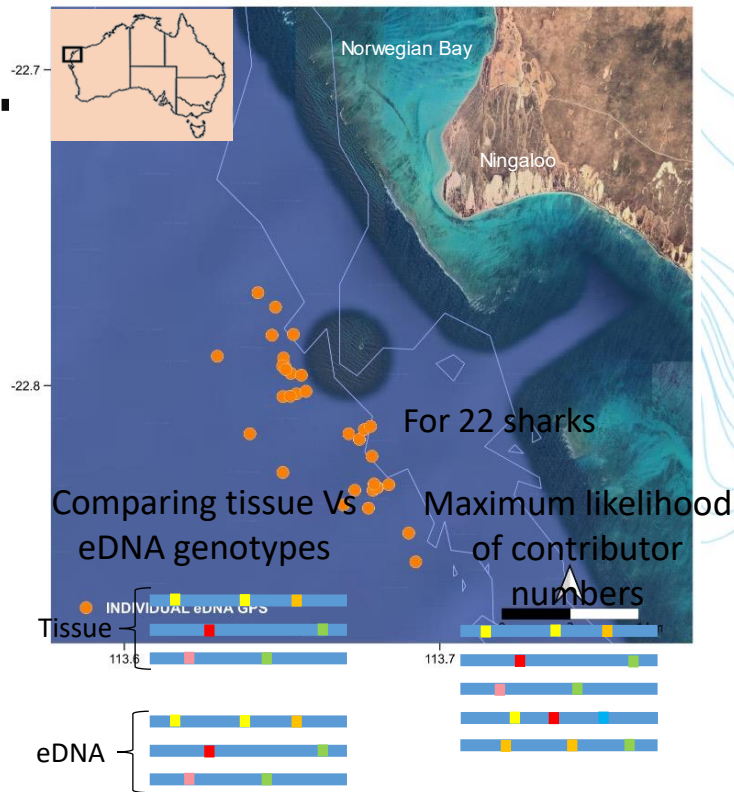 Norwegian Bay
-22.7
Ningaloo
-22.8
For 22 sharks
Comparing tissue Vs
eDNA genotypes
Maximum likelihood
of contributor
numbers
INDIVIDUAL eDNA GPS
Tissue
113.6
113.7
eDNA